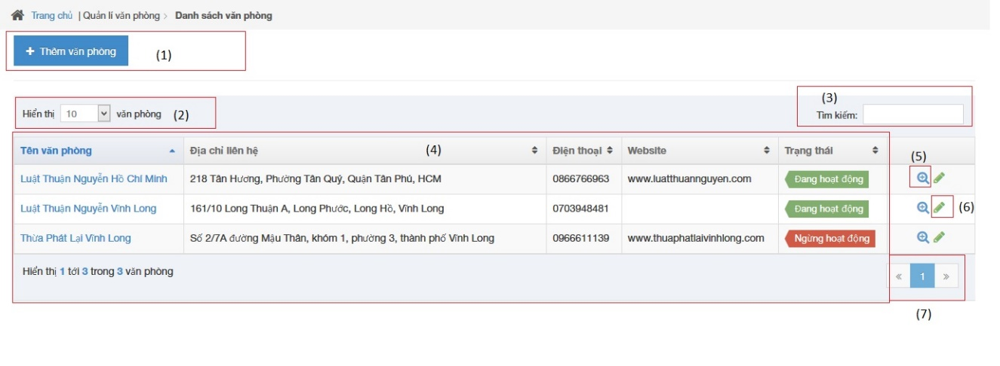 Trang chủ | Quản lí văn phòng > Danh sách văn phòng
+ Thêm văn phòng (1)
(3)
Hiển thị 10 văn phòng (2) Tìm kiếm:
Tên văn phòng Địa chỉ liên hệ (4) Điện thoại Website Trạng thái (5)
Luật Thuận Nguyễn Hồ Chí Minh 218 Tân Hương, Phường Tân Quý, Quận Tân Phú, HCM 0866766963 www.luatthuannguyen.com Đang hoạt động
Luật Thuận Nguyễn Vĩnh Long 161/10 Long Thuận A, Long Phước, Long Hồ, Vĩnh Long 0703948481 Đang hoạt động (6)
Thừa Phát Lại Vĩnh Long Số 2/7A đường Mậu Thân, khóm 1, phường 3, thành phố Vĩnh Long 0966611139 www.thuaphatlaivinhlong.com Ngừng hoạt động
Hiển thị 1 tới 3 trong 3 văn phòng « 1 »
(7)